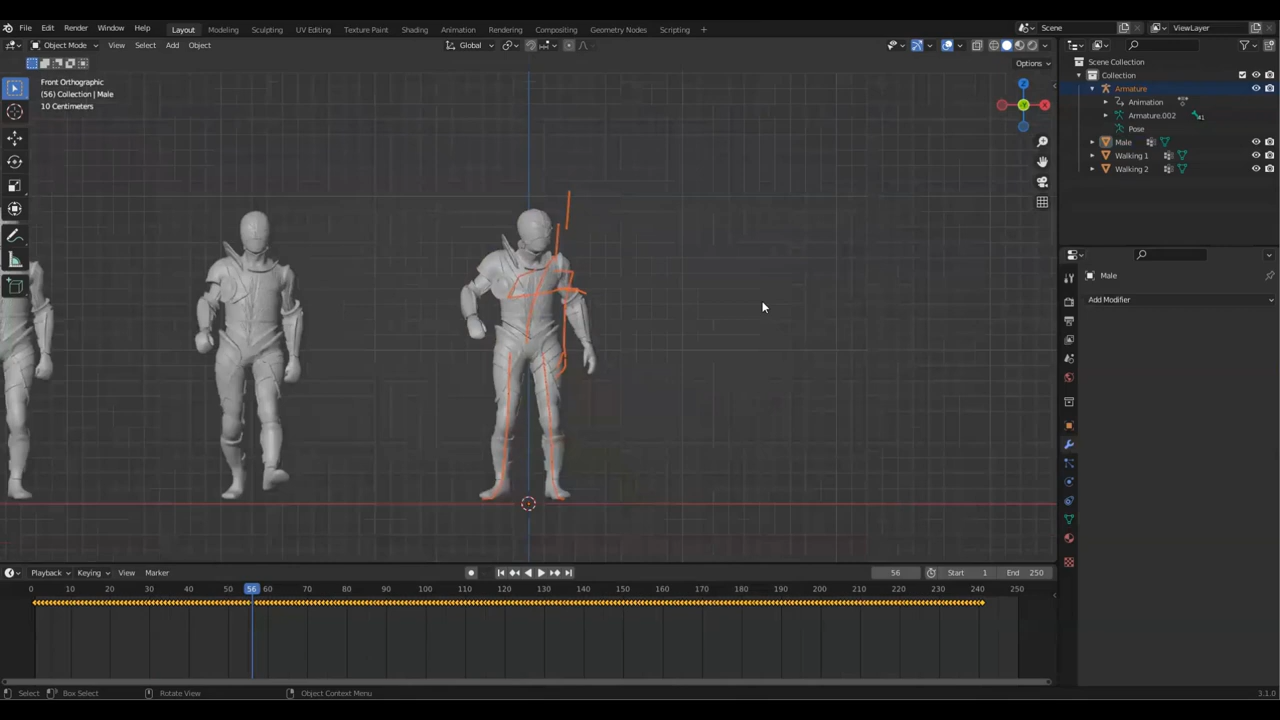 File Edit Render Window Help Layout Modeling Sculpting UV Editing Texture Paint Shading Animation Rendering Compositing Geometry Nodes Scripting + Scene ViewLayer
Object Mode View Select Add Object Global
Options
Front Orthographic
(56) Collection | Male
10 Centimeters
Z
Y
X
Scene Collection
Collection
Armature
Animation
Armature.002
Pose
Male
Walking 1
Walking 2
Male
Add Modifier
Playback Keying View Marker 56 Start 1 End 250
0 10 20 30 40 50 56 60 70 80 90 100 110 120 130 140 150 160 170 180 190 200 210 220 230 240 250
Select Box Select Rotate View Object Context Menu 3.1.0